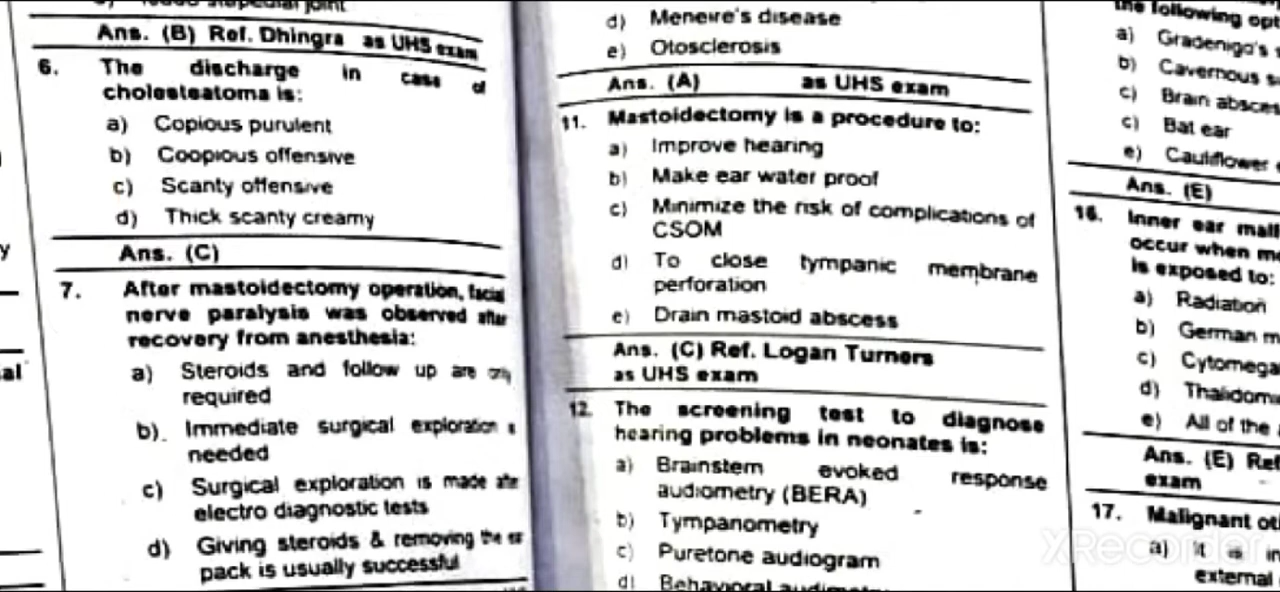 Ans. (B) Ref. Dhingra as UHS exam
6. The discharge in case of
cholesteatoma is:
a) Copious purulent
b) Coopious offensive
c) Scanty offensive
d) Thick scanty creamy
Ans. (C)
7. After mastoidectomy operation, facial
nerve paralysis was observed after
recovery from anesthesia:
a) Steroids and follow up are only
required
b). Immediate surgical exploration
needed
c) Surgical exploration is made
electro diagnostic tests
d) Giving steroids & removing the
pack is usually successful
d) Meneire's disease
e) Otosclerosis
Ans. (A) as UHS exam
11. Mastoidectomy is a procedure to:
a) Improve hearing
b) Make ear water proof
c) Minimize the risk of complications of
CSOM
d) To close tympanic membrane
perforation
e) Drain mastoid abscess
Ans. (C) Ref. Logan Turners
as UHS exam
12. The screening test to diagnose
hearing problems in neonates is:
a) Brainstem evoked response
audiometry (BERA)
b) Tympanometry
c) Puretone audiogram
d) Behavioral
the following
a) Gradenigo's
b) Cavernous
c) Brain
c) Bat ear
e) Cauliflower
Ans. (E)
16. Inner ear
occur when
is exposed to:
a) Radiation
b) German
c)
d)
e) All of the
Ans. (E)
exam
17. Malignant
a) It is in
external
XRecorder